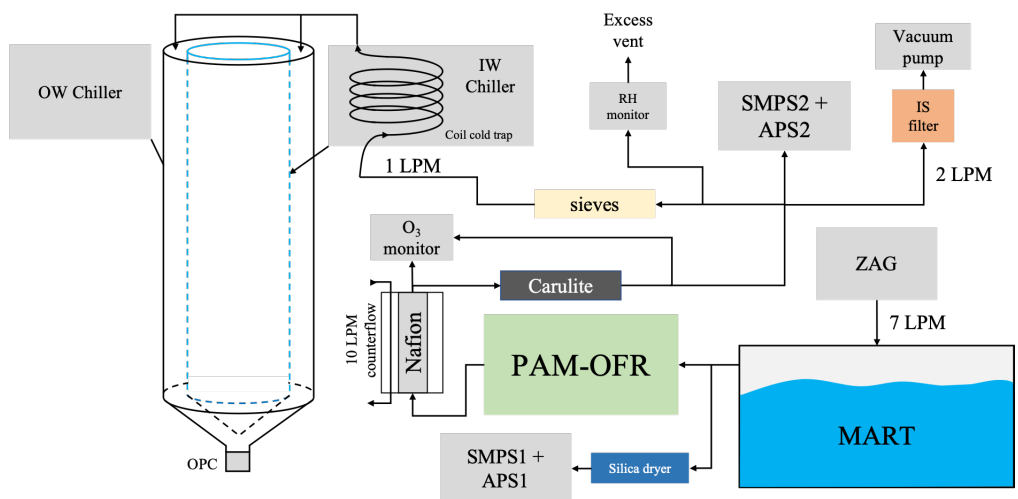 Excess
vent
Vacuum
pump
OW Chiller
IW
Chiller
Coil cold trap
RH
monitor
SMPS2 +
APS2
IS
filter
1 LPM
2 LPM
sieves
O3
monitor
ZAG
Carulite
7 LPM
10 LPM
counterflow
Nafion
PAM-OFR
MART
OPC
SMPS1 +
APS1
Silica dryer